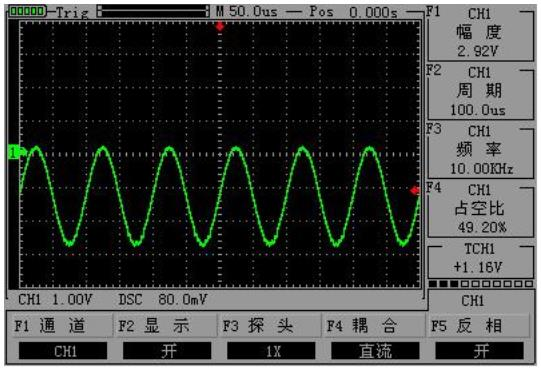 Trig M 50.0us Pos 0.000s
F1 CH1
幅 度
2.92V
F2 CH1
周 期
100.0us
F3 CH1
频 率
10.00KHz
F4 CH1
占空比
49.20%
TCH1
+1.16V
1
CH1 1.00V DSC 80.0mV CH1
F1 通 道 F2 显 示 F3 探 头 F4 耦 合 F5 反 相
CH1 开 1X 直流 开